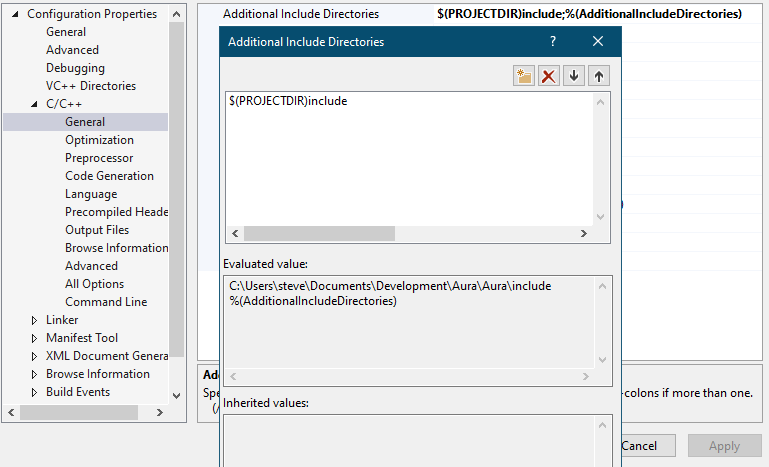 Configuration Properties
General
Advanced
Debugging
VC++ Directories
C/C++
General
Optimization
Preprocessor
Code Generation
Language
Precompiled Heade
Output Files
Browse Information
Advanced
All Options
Command Line
Linker
Manifest Tool
XML Document Genera
Browse Information
Build Events
Additional Include Directories $(PROJECTDIR)include;%(AdditionalIncludeDirectories)
Additional Include Directories ?
$(PROJECTDIR)include
Evaluated value:
C:\Users\steve\Documents\Development\Aura\Aura\include
%(AdditionalIncludeDirectories)
Inherited values:
Ad
Spe
(/
-colons if more than one.
Cancel Apply